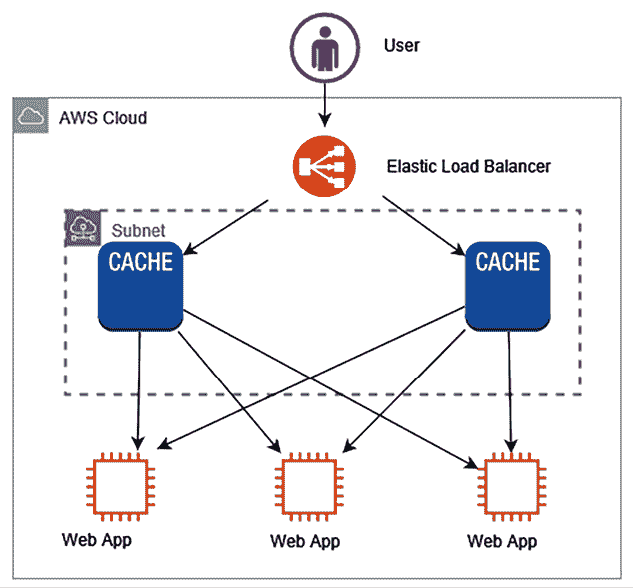 User
AWS Cloud
Elastic Load Balancer
Subnet
CACHE
CACHE
Web App
Web App
Web App